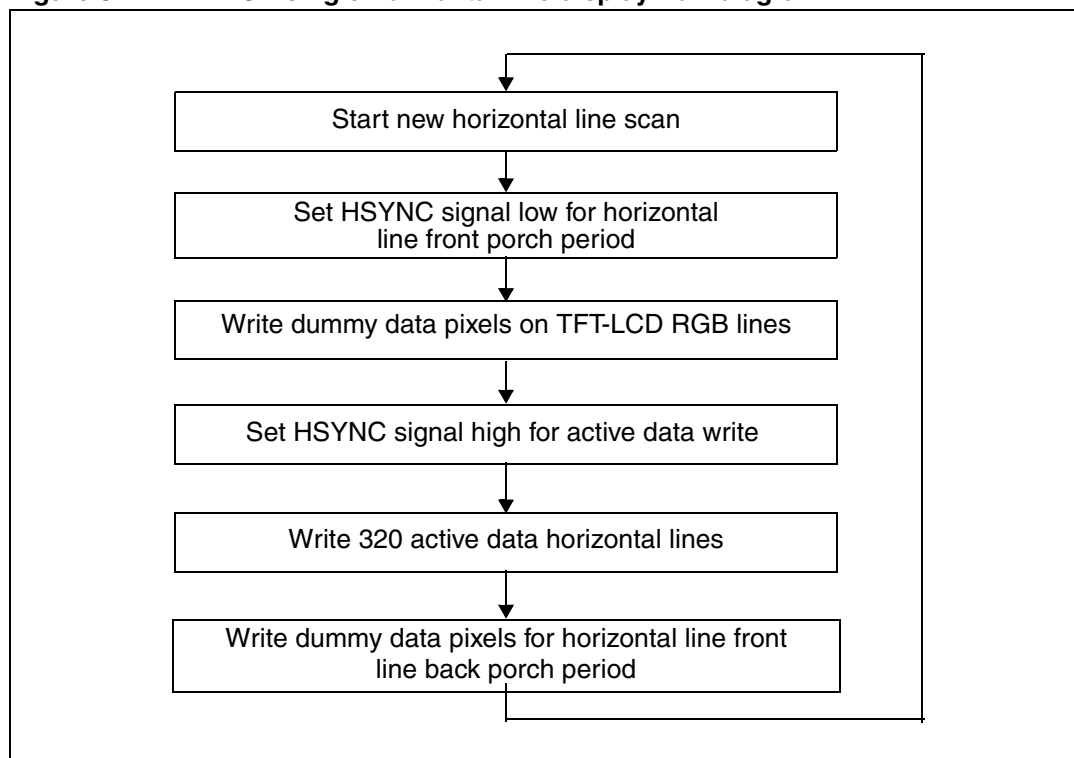 Start new horizontal line scan
Set HSYNC signal low for horizontal
line front porch period
Write dummy data pixels on TFT-LCD RGB lines
Set HSYNC signal high for active data write
Write 320 active data horizontal lines
Write dummy data pixels for horizontal line front
line back porch period